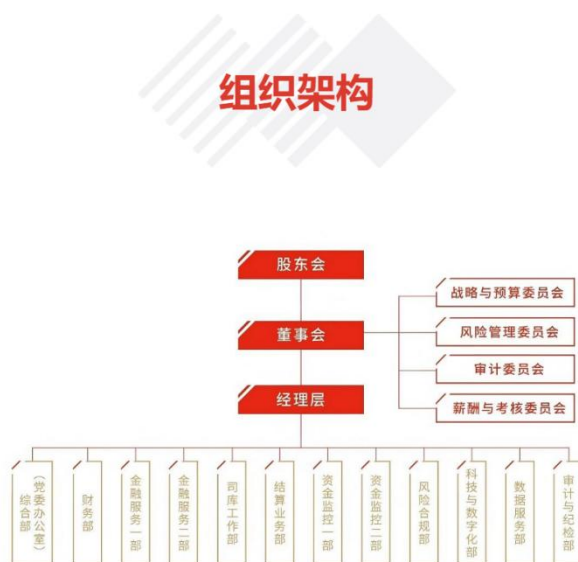 组织架构
股东会
董事会
经理层
战略与预算委员会
风险管理委员会
审计委员会
薪酬与考核委员会
综合部
（党委办公室）
财务部
金融服务一部
金融服务二部
司库工作部
结算业务部
资金监控一部
资金监控二部
风险合规部
科技与数字化部
数据服务部
审计与纪检部